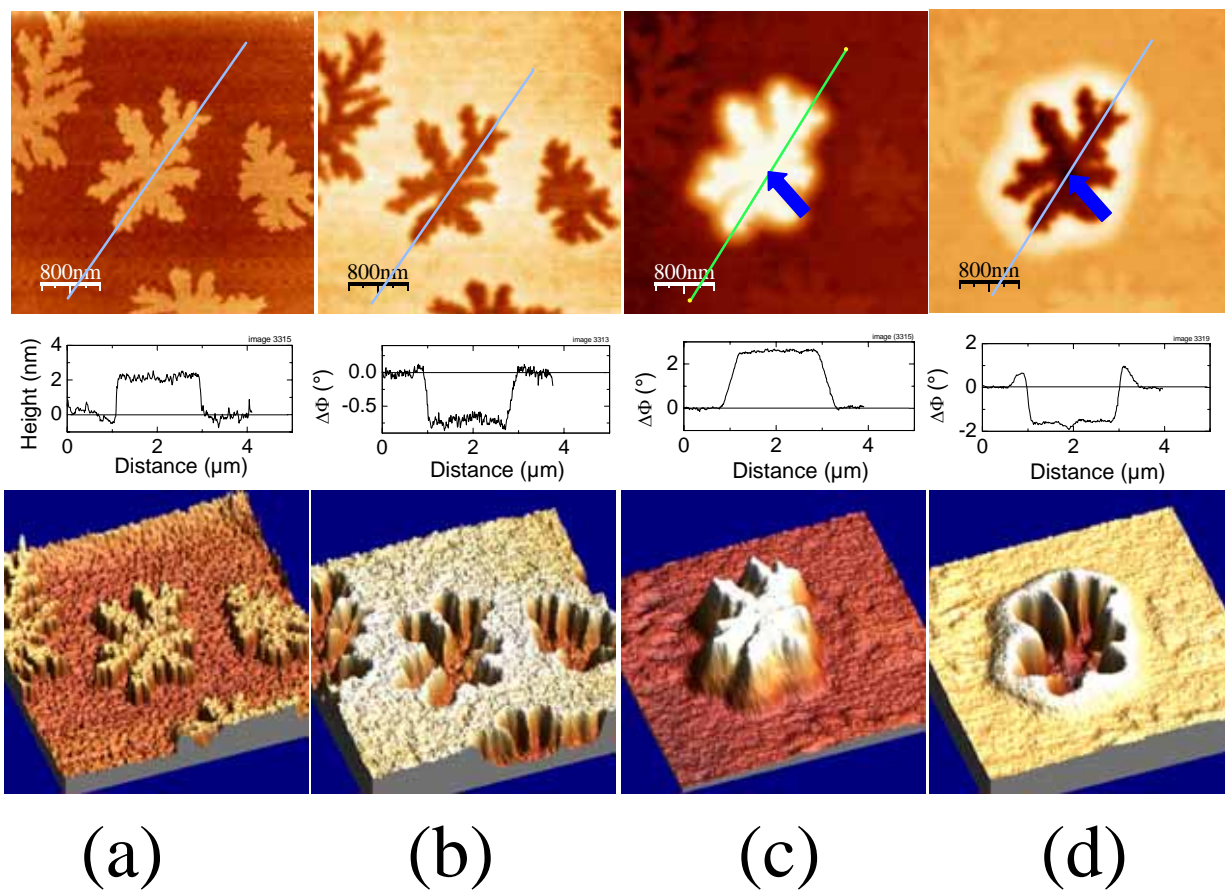 800nm
800nm
800nm
800nm
image 3315
Height (nm)
4
2
0
0
2
4
Distance (µm)
image 3313
ΔΦ (°)
0.0
-0.5
0
2
4
Distance (µm)
image (3315)
ΔΦ (°)
2
0
0
2
4
Distance (µm)
image 3319
ΔΦ (°)
2
0
-2
0
2
4
Distance (µm)
(a)
(b)
(c)
(d)